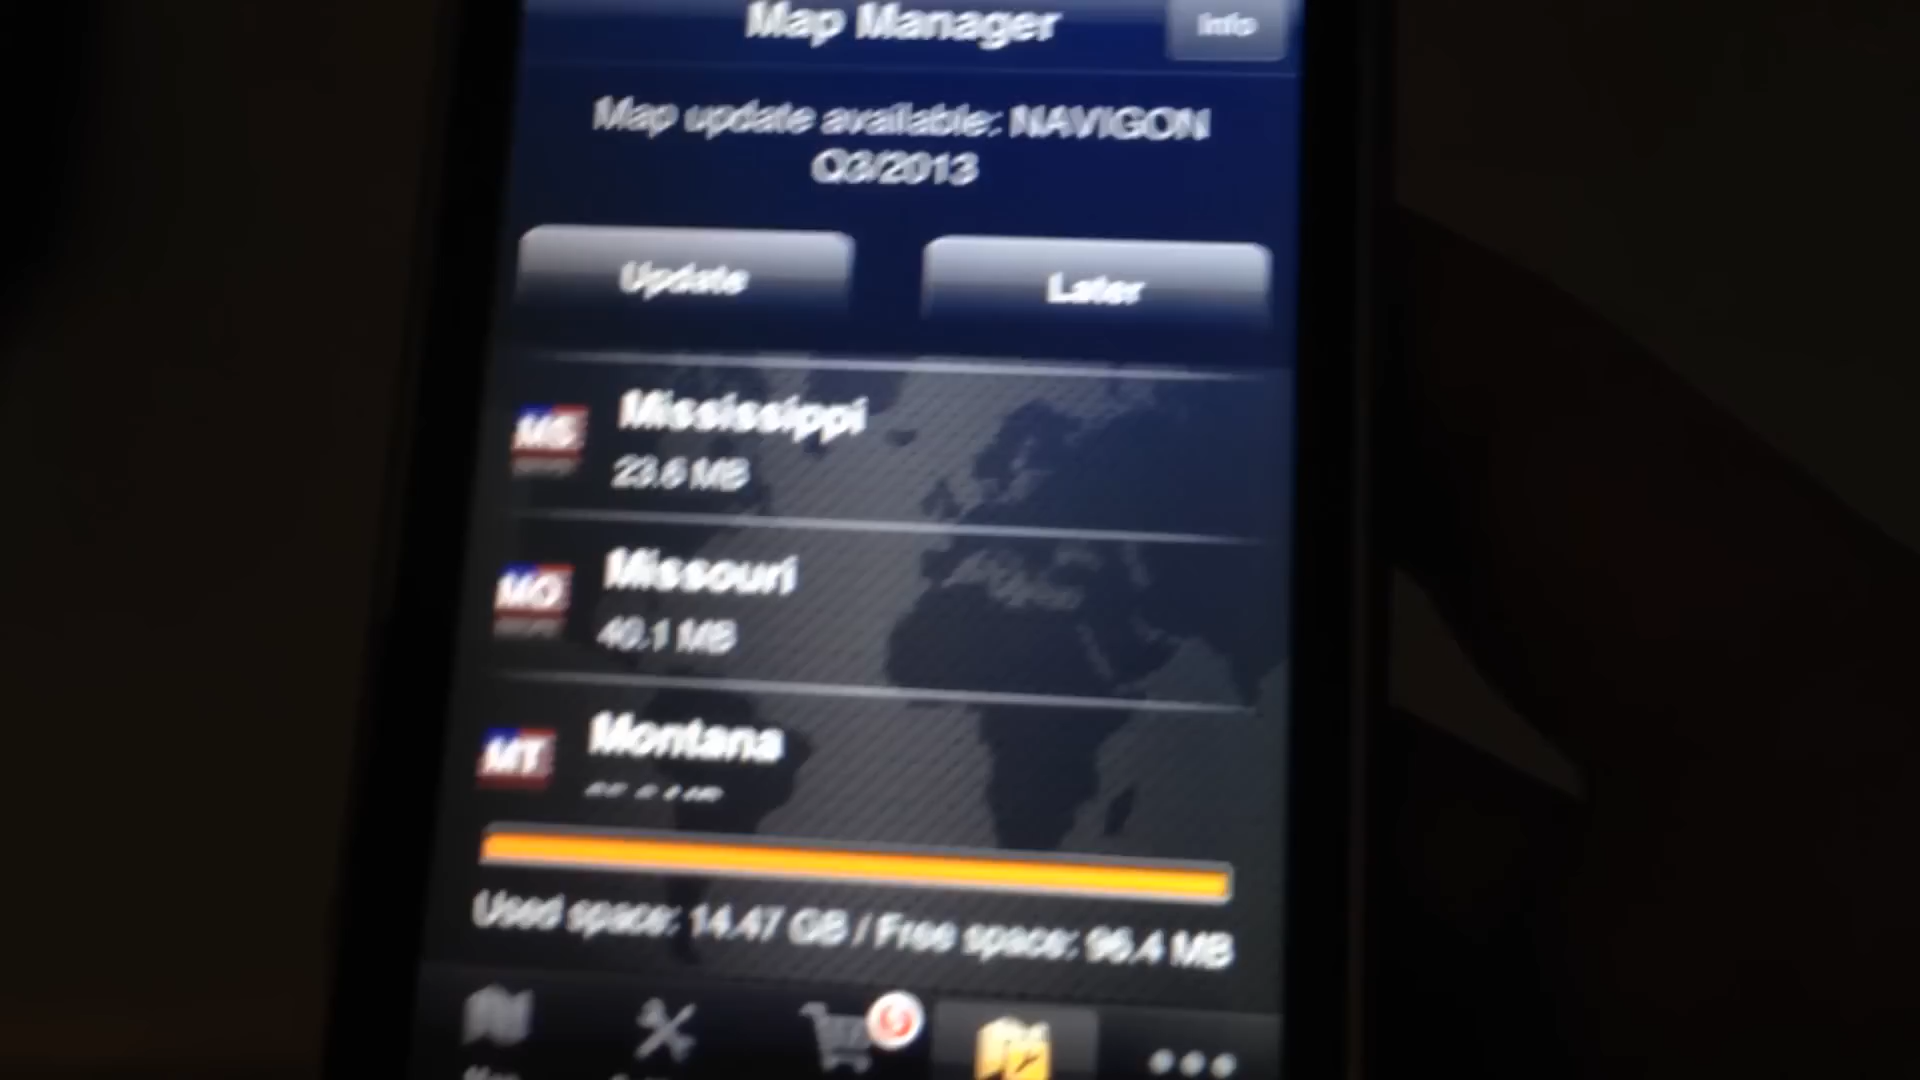 Map Manager
Info
Map update available: NAVIGON
Q3/2013
Update
Later
MS
Mississippi
23.6 MB
MO
Missouri
40.1 MB
MT
Montana
Used space: 14.47 GB / Free space: 96.4 MB